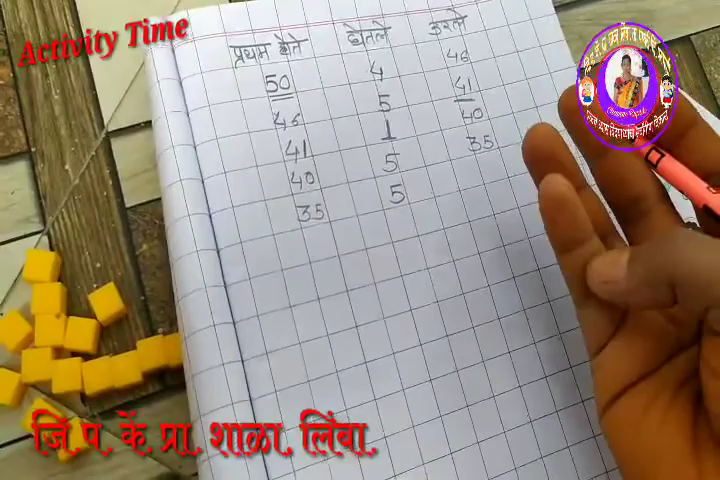 Activity Time
प्रथम होते घेतले उरले
50 4 46
46 5 41
41 1 40
40 5 35
35 5
जि. प. कें. प्रा. शाळा. लिंबा.